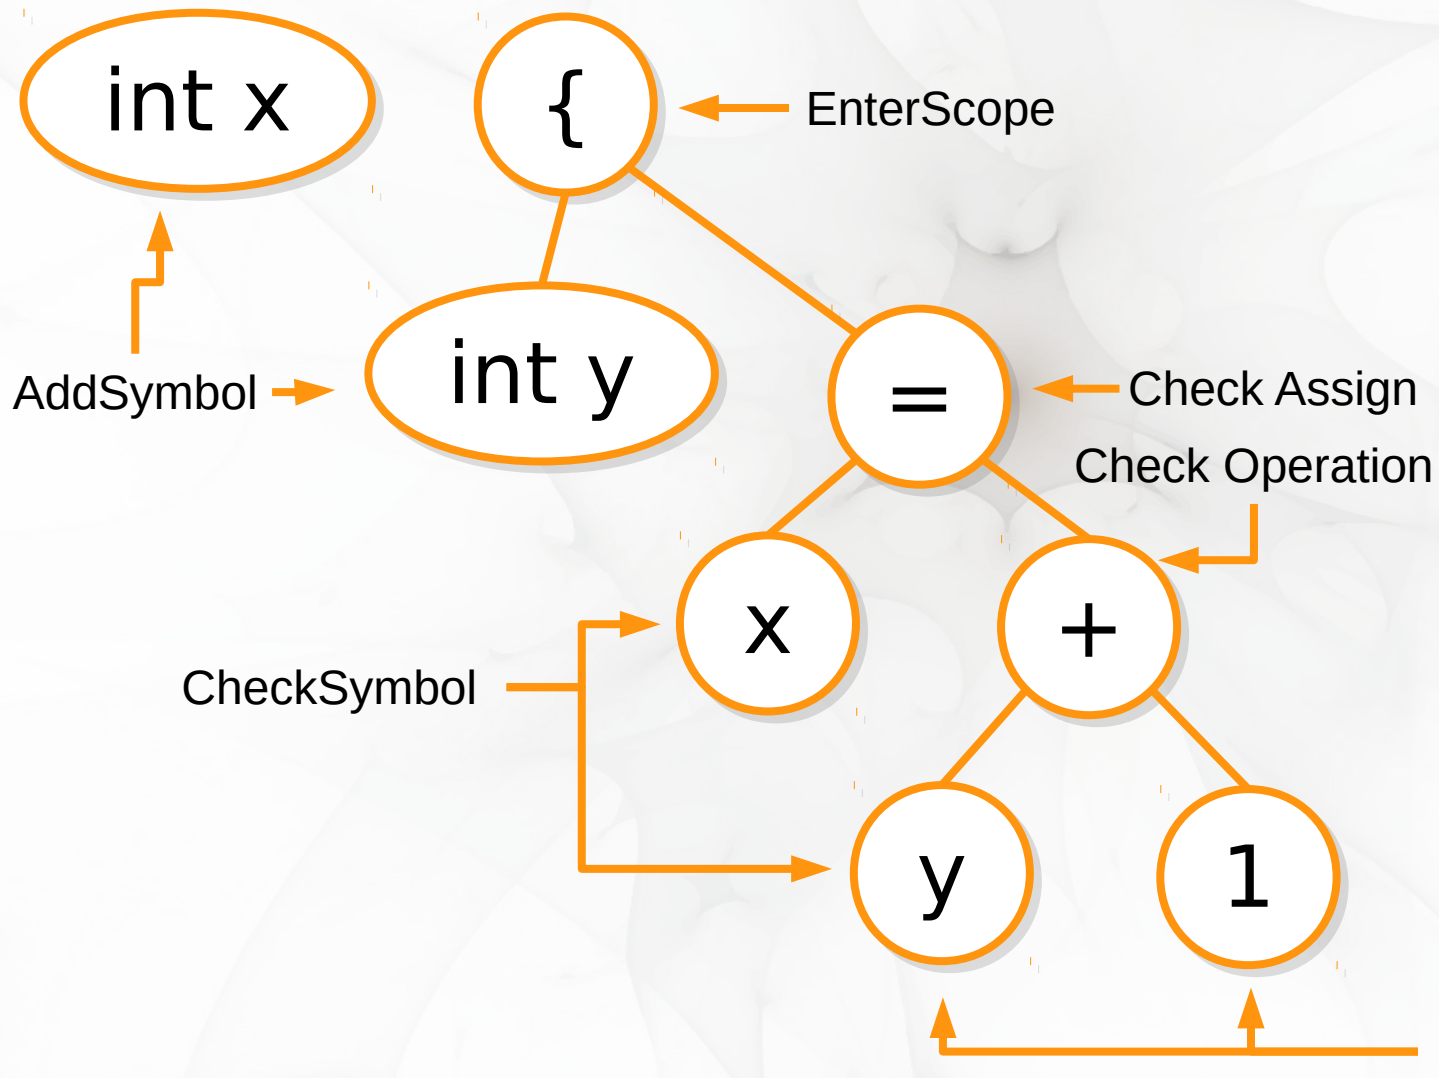 int x
{
EnterScope
int y
AddSymbol
=
Check Assign
Check Operation
x
+
CheckSymbol
y
1